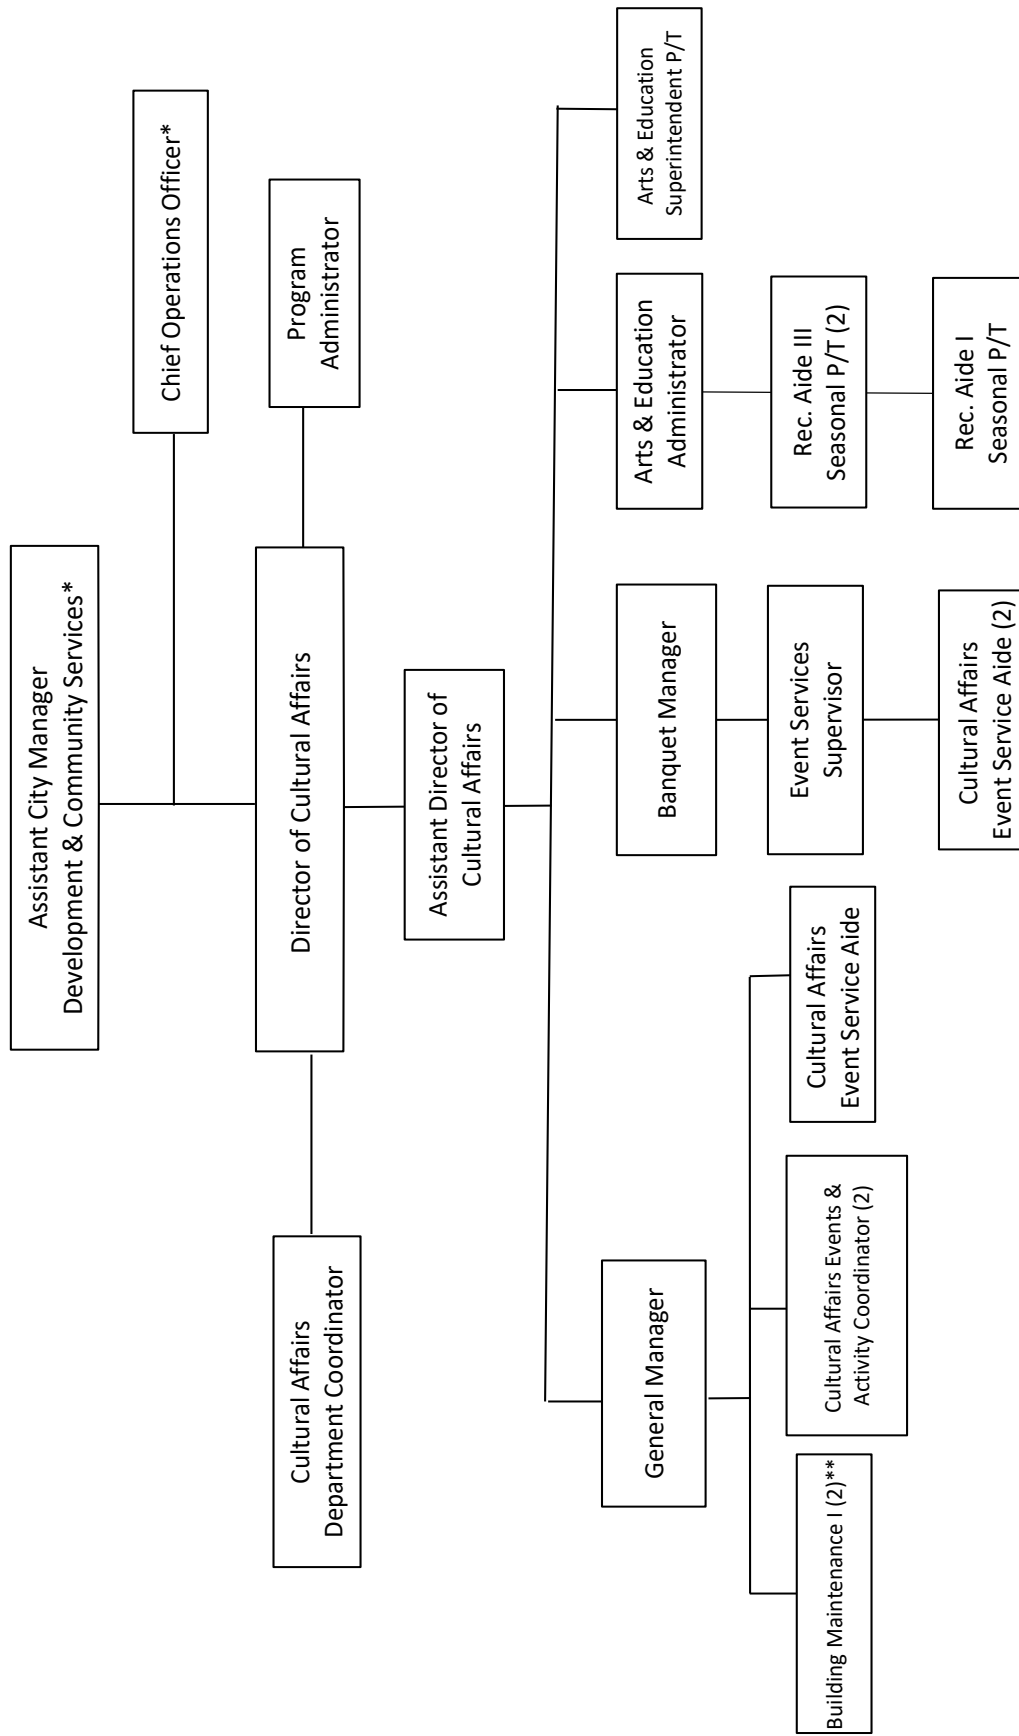 Assistant City Manager
Development & Community Services*
Chief Operations Officer*
Cultural Affairs
Department Coordinator
Director of Cultural Affairs
Program
Administrator
Assistant Director of
Cultural Affairs
General Manager
Banquet Manager
Arts & Education
Administrator
Arts & Education
Superintendent P/T
Building Maintenance I (2)**
Cultural Affairs Events &
Activity Coordinator (2)
Cultural Affairs
Event Service Aide
Event Services
Supervisor
Rec. Aide III
Seasonal P/T (2)
Cultural Affairs
Event Service Aide (2)
Rec. Aide I
Seasonal P/T